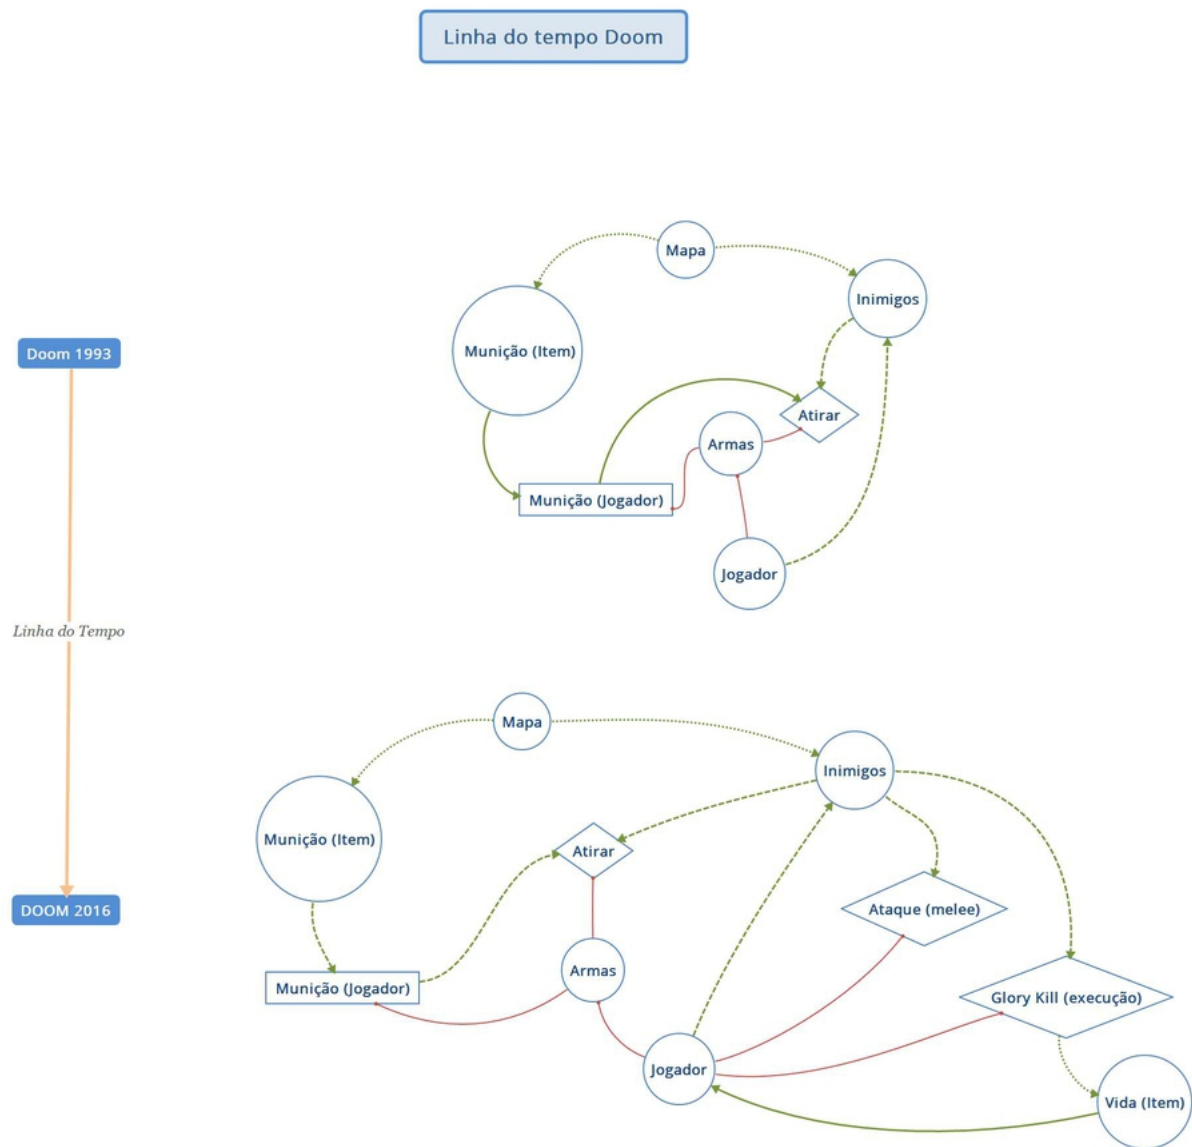 Linha do tempo Doom
Mapa
Inimigos
Munição (Item)
Doom 1993
Atirar
Armas
Munição (Jogador)
Jogador
Linha do Tempo
Mapa
Inimigos
Munição (Item)
Atirar
DOOM 2016
Ataque (melee)
Armas
Munição (Jogador)
Glory Kill (execução)
Jogador
Vida (Item)